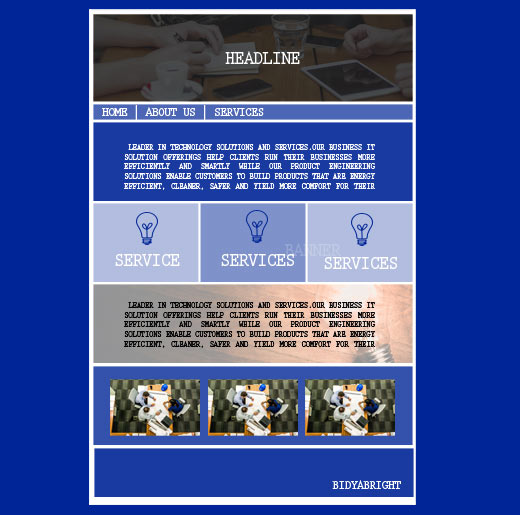 HEADLINE
HOME
ABOUT US
SERVICES
LEADER IN TECHNOLOGY SOLUTIONS AND SERVICES.OUR BUSINESS IT
SOLUTION OFFERINGS HELP CLIENTS RUN THEIR BUSINESSES MORE
EFFICIENTLY AND SMARTLY WHILE OUR PRODUCT ENGINEERING
SOLUTIONS ENABLE CUSTOMERS TO BUILD PRODUCTS THAT ARE ENERGY
EFFICIENT, CLEANER, SAFER AND YIELD MORE COMFORT FOR THEIR
BANNER
SERVICE
SERVICES
SERVICES
LEADER IN TECHNOLOGY SOLUTIONS AND SERVICES.OUR BUSINESS IT
SOLUTION OFFERINGS HELP CLIENTS RUN THEIR BUSINESSES MORE
EFFICIENTLY AND SMARTLY WHILE OUR PRODUCT ENGINEERING
SOLUTIONS ENABLE CUSTOMERS TO BUILD PRODUCTS THAT ARE ENERGY
EFFICIENT, CLEANER, SAFER AND YIELD MORE COMFORT FOR THEIR
BIDYABRIGHT